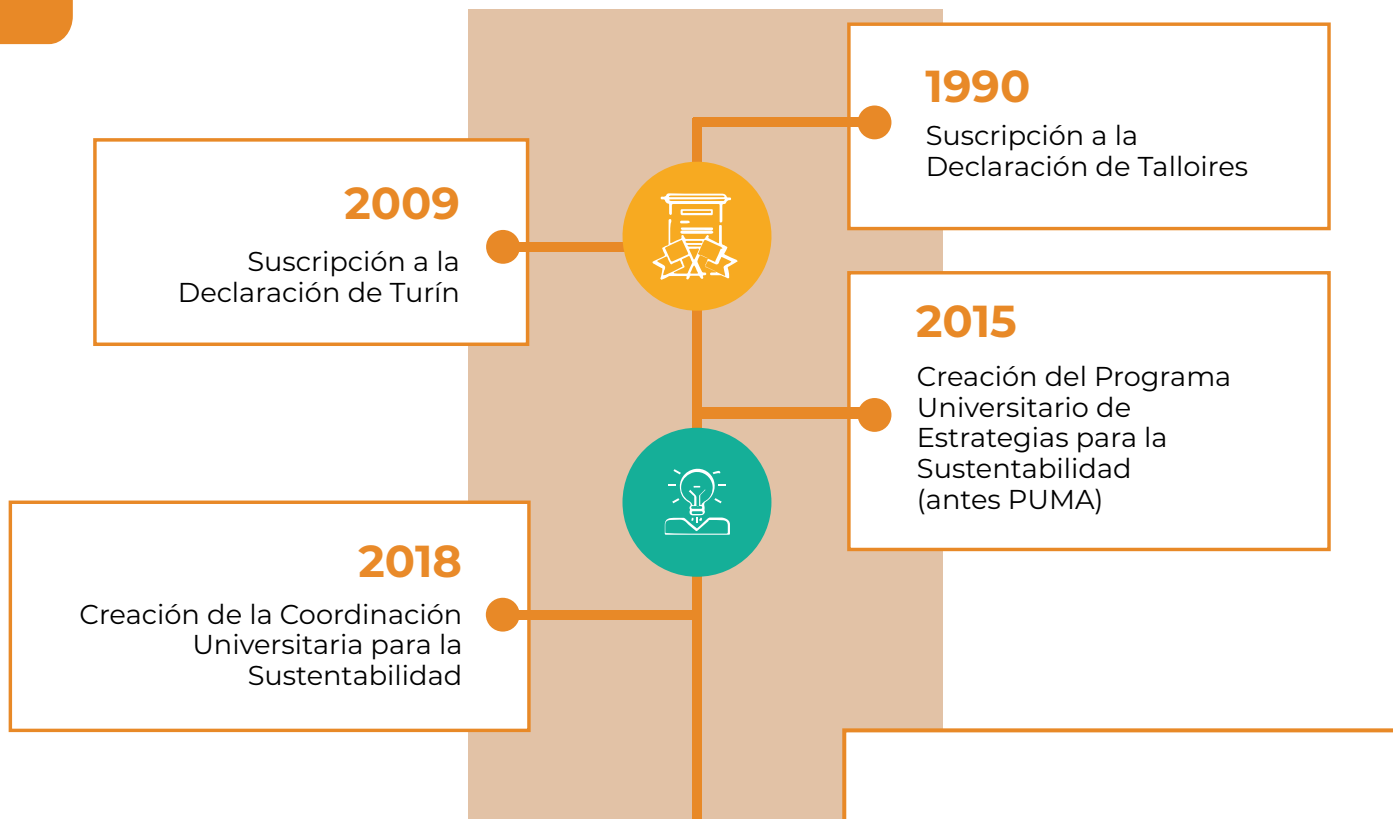 1990
Suscripción a la
Declaración de Talloires
2009
Suscripción a la
Declaración de Turín
2015
Creación del Programa
Universitario de
Estrategias para la
Sustentabilidad
(antes PUMA)
2018
Creación de la Coordinación
Universitaria para la
Sustentabilidad